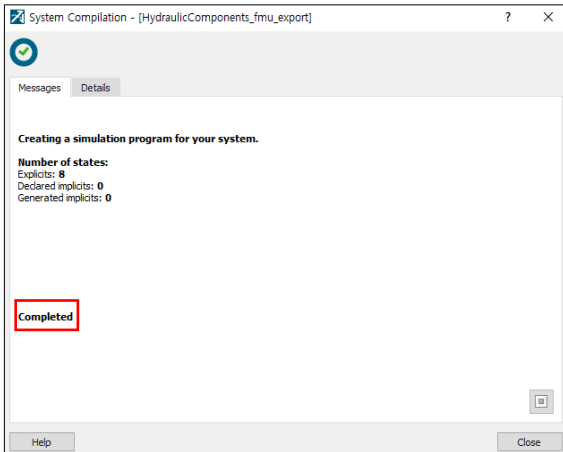 System Compilation - [HydraulicComponents_fmu_export]
?
Messages
Details
Creating a simulation program for your system.
Number of states:
Explicits: 8
Declared implicits: 0
Generated implicits: 0
Completed
Help
Close